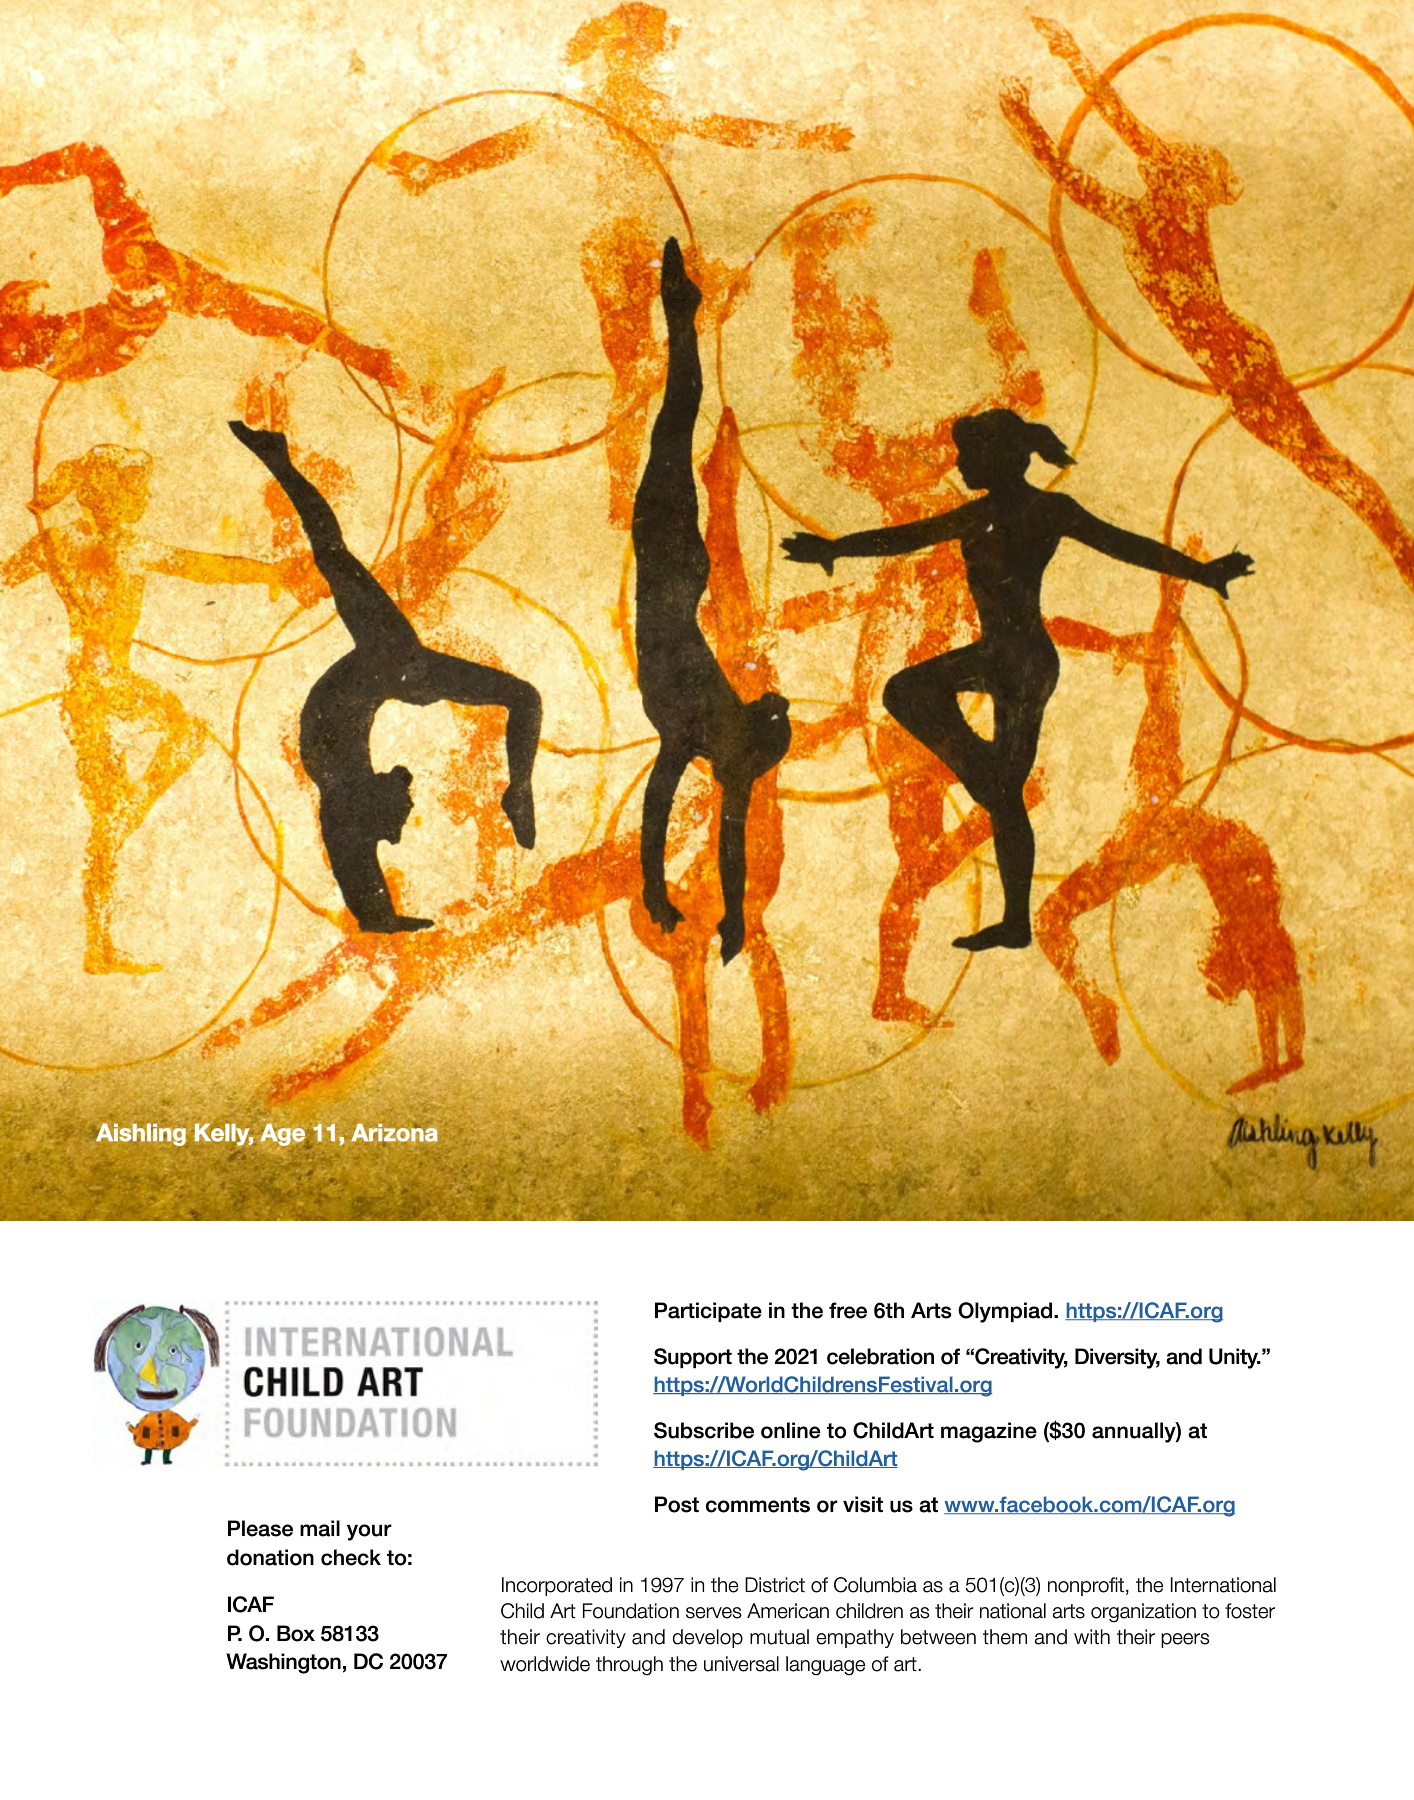 Aishling Kelly, Age 11, Arizona
Aishling Kelly
INTERNATIONAL
CHILD ART
FOUNDATION
Participate in the free 6th Arts Olympiad. https://ICAF.org
Support the 2021 celebration of “Creativity, Diversity, and Unity.”
https://WorldChildrensFestival.org
Subscribe online to ChildArt magazine ($30 annually) at
https://ICAF.org/ChildArt
Post comments or visit us at www.facebook.com/ICAF.org
Please mail your
donation check to:
ICAF
P. O. Box 58133
Washington, DC 20037
Incorporated in 1997 in the District of Columbia as a 501(c)(3) nonprofit, the International
Child Art Foundation serves American children as their national arts organization to foster
their creativity and develop mutual empathy between them and with their peers
worldwide through the universal language of art.